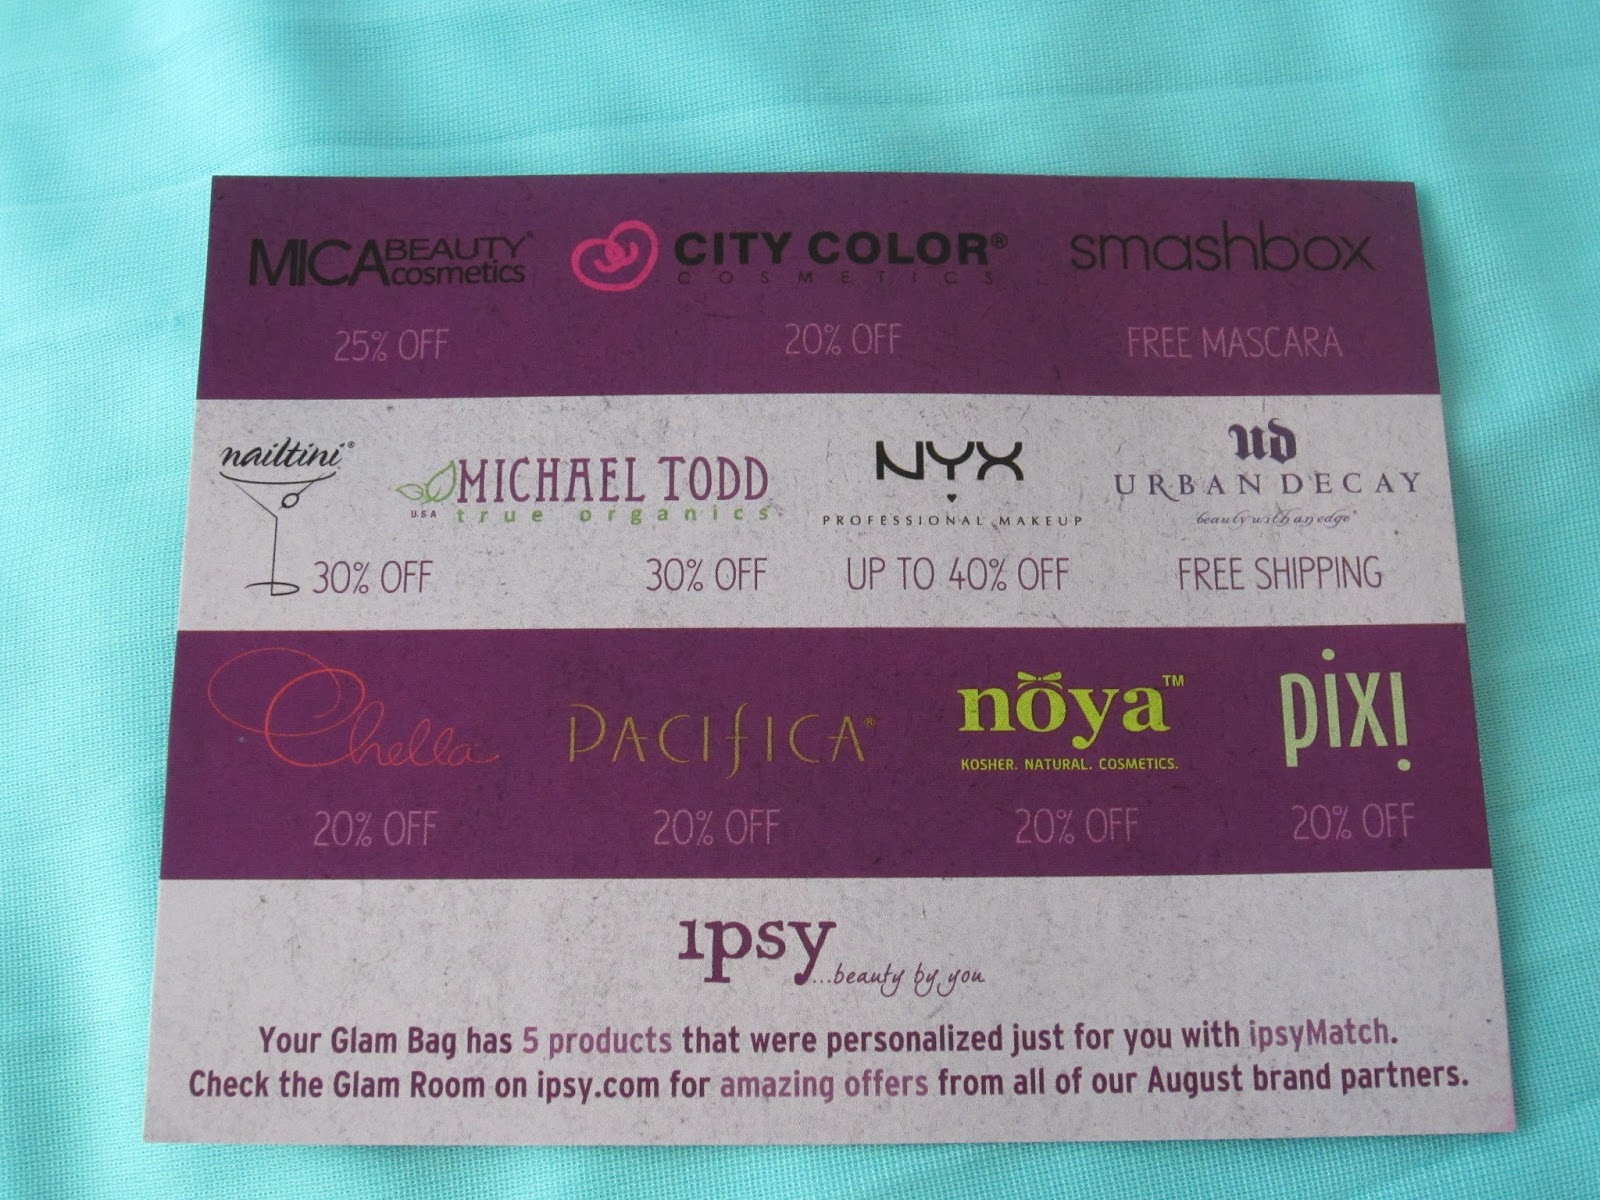 MICA BEAUTY® cosmetics
CITY COLOR®
COSMETICS
smashbox
25% OFF
20% OFF
FREE MASCARA
nailtini®
MICHAEL TODD
USA true organics
NYX
PROFESSIONAL MAKEUP
ud
URBAN DECAY
beauty with an edge®
30% OFF
30% OFF
UP TO 40% OFF
FREE SHIPPING
Chella
PACIFICA®
nöya™
KOSHER. NATURAL. COSMETICS.
pixi
20% OFF
20% OFF
20% OFF
20% OFF
ipsy
...beauty by you
Your Glam Bag has 5 products that were personalized just for you with ipsyMatch.
Check the Glam Room on ipsy.com for amazing offers from all of our August brand partners.